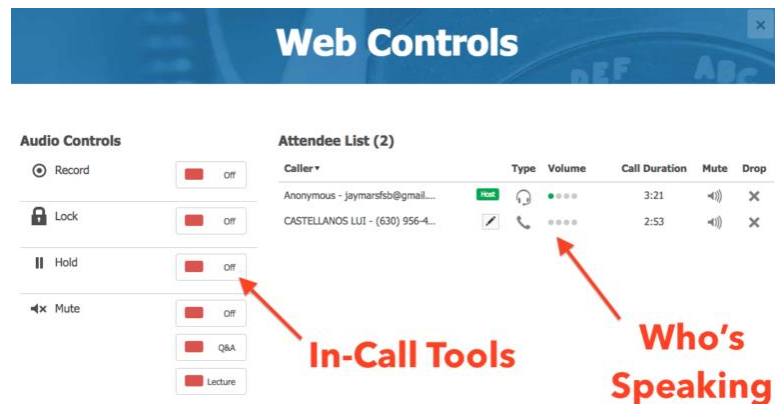 Web Controls
DEF ABC
Audio Controls
Record Off
Lock Off
Hold Off
Mute Off
Q&A
Lecture
Attendee List (2)
Caller Type Volume Call Duration Mute Drop
Anonymous - jaymarsfsb@gmail.... Host 3:21
CASTELLANOS LUI - (630) 956-4... 2:53
In-Call Tools
Who's
Speaking